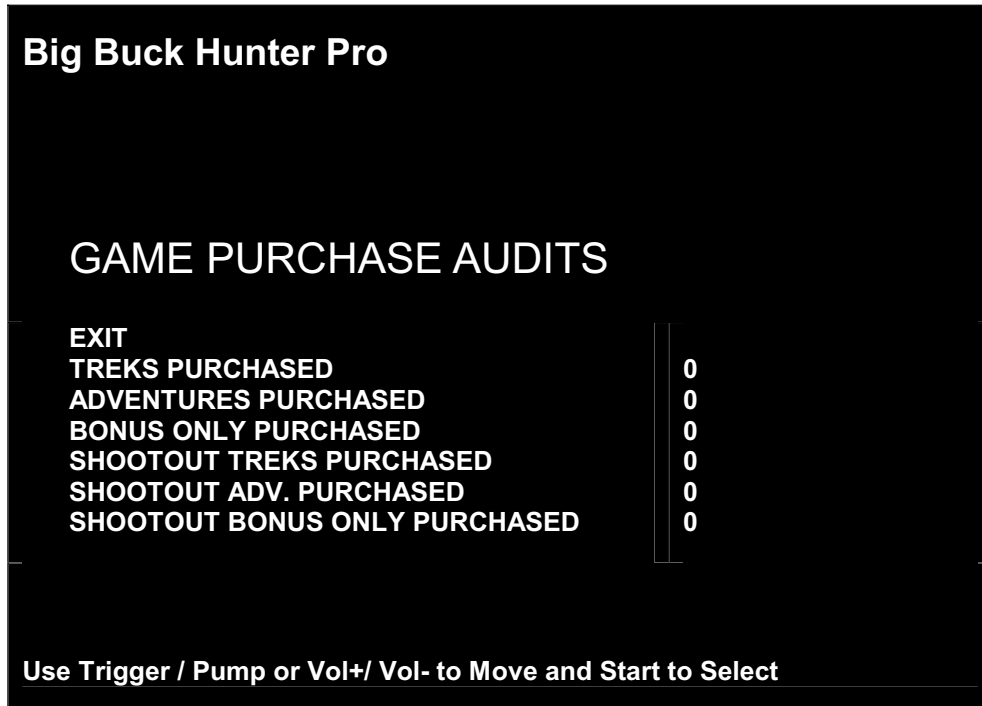 Big Buck Hunter Pro
GAME PURCHASE AUDITS
EXIT
TREKS PURCHASED 0
ADVENTURES PURCHASED 0
BONUS ONLY PURCHASED 0
SHOOTOUT TREKS PURCHASED 0
SHOOTOUT ADV. PURCHASED 0
SHOOTOUT BONUS ONLY PURCHASED 0
Use Trigger / Pump or Vol+/ Vol- to Move and Start to Select